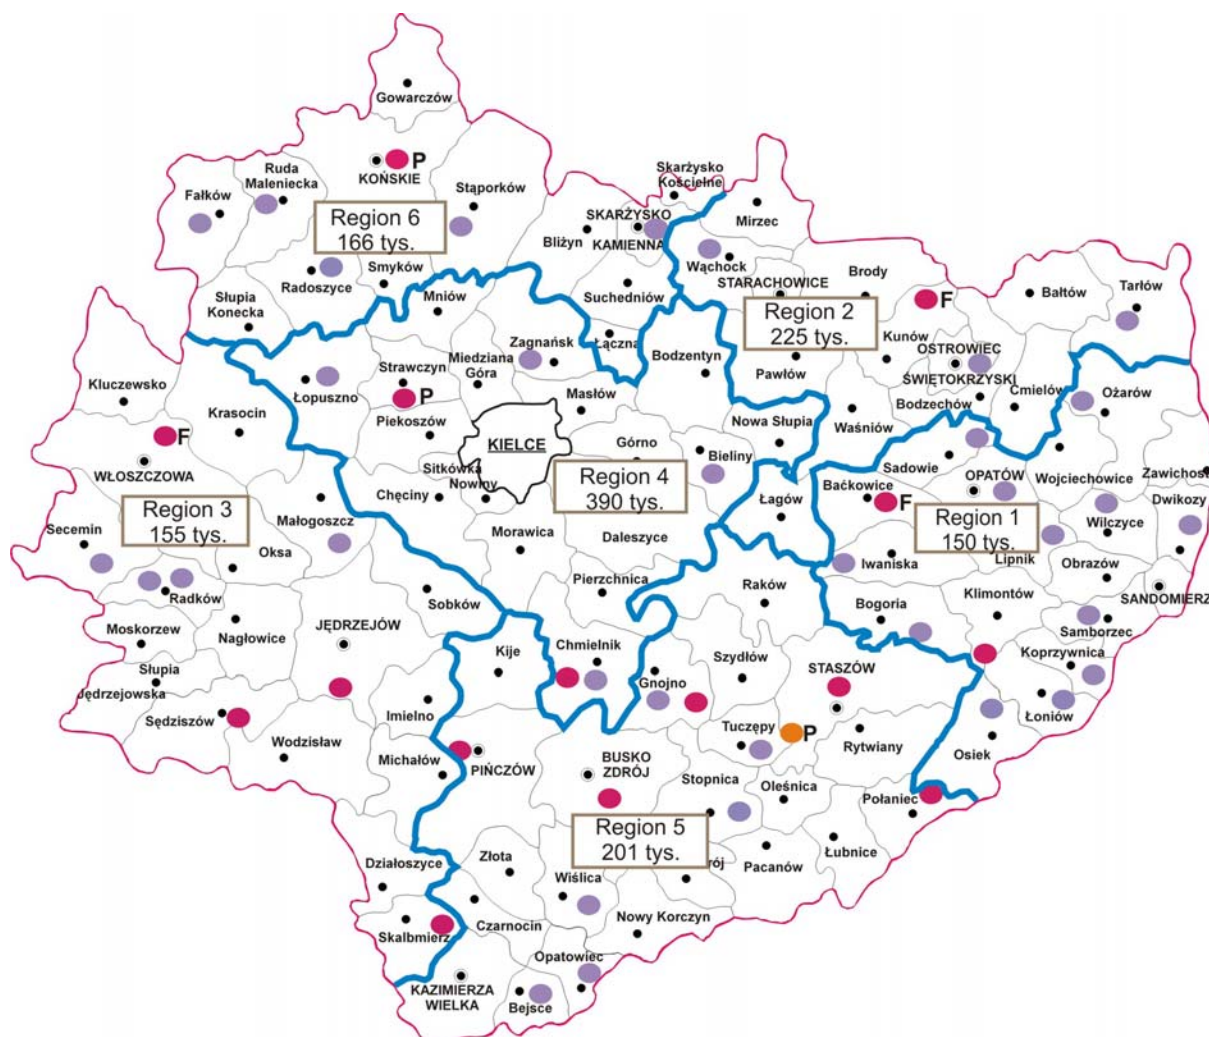 Gowarczów
P
KOŃSKIE
Ruda
Maleniecka
Fałków
Stąporków
Region 6
166 tys.
Skarżysko
Kościelne
SKARŻYSKO
KAMIENNA
Bliżyn
Mirzec
Wąchock
STARACHOWICE
Brody
Radoszyce
Smyków
Suchedniów
Słupia
Konecka
Mniów
Bałtów
Tarłów
F
Region 2
225 tys.
Kunów
OSTROWIEC
ŚWIĘTOKRZYSKI
Zagnańsk
Łączna
Bodzentyn
Pawłów
Strawczyn
Miedziana
Góra
P
Kluczewsko
Łopuszno
Masłów
Bodzechów
Ćmielów
Ożarów
Krasocin
Piekoszów
KIELCE
Nowa Słupia
Waśniów
F
WŁOSZCZOWA
Górno
Bieliny
Sadowie
Sitkówka
Nowiny
Region 4
390 tys.
OPATÓW
Wojciechowice
Zawichost
Chęciny
Łagów
Baćkowice
F
Dwikozy
Region 3
155 tys.
Małogoszcz
Region 1
150 tys.
Wilczyce
Secemin
Oksa
Morawica
Daleszyce
Iwaniska
Lipnik
Obrazów
Pierzchnica
Radków
Sobków
Raków
Bogoria
Klimontów
SANDOMIERZ
Moskorzew
Nagłowice
JĘDRZEJÓW
Samborzec
Kije
Chmielnik
Szydłów
STASZÓW
Koprzywnica
Słupia
Jędrzejowska
Gnojno
Sędziszów
Imielno
Łoniów
Tuczępy
P
Wodzisław
Michałów
PIŃCZÓW
BUSKO
ZDRÓJ
Rytwiany
Osiek
Stopnica
Oleśnica
Połaniec
Region 5
201 tys.
Łubnice
Działoszyce
Złota
Wiślica
rój
Pacanów
Skalbmierz
Czarnocin
Nowy Korczyn
Opatowiec
KAZIMIERZA
WIELKA
Bejsce